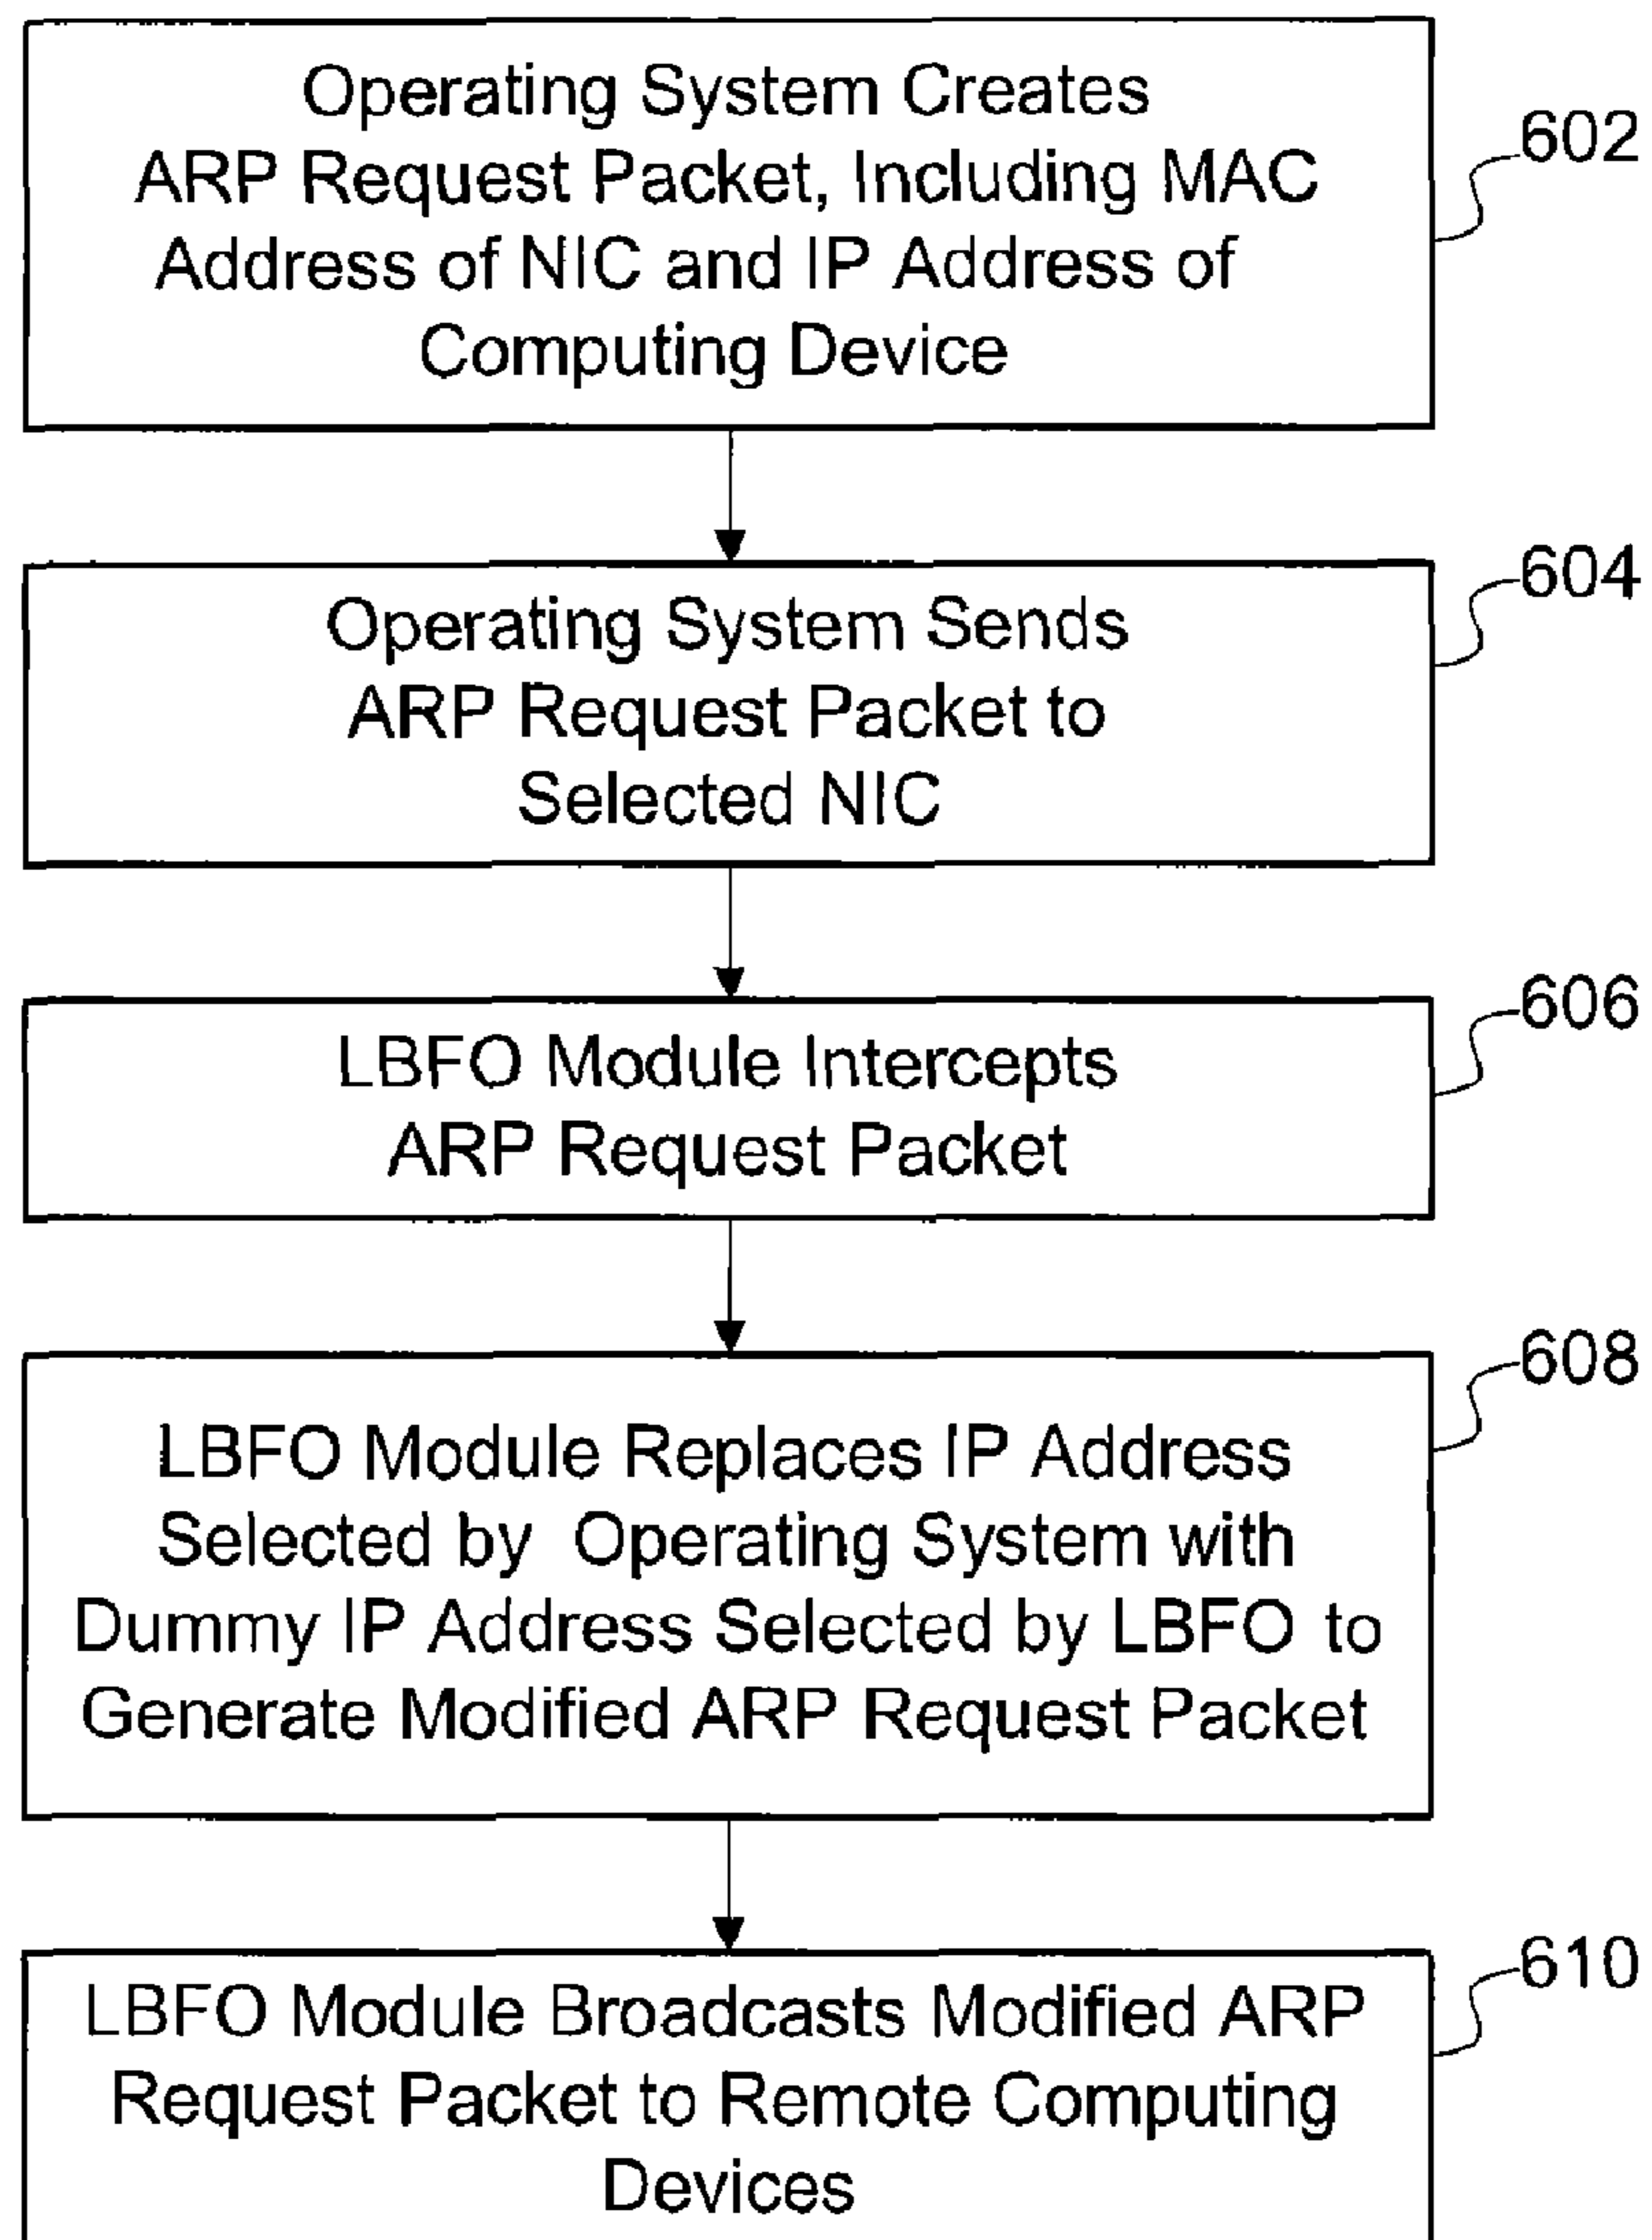 Operating System Creates
ARP Request Packet, Including MAC
Address of NIC and IP Address of
Computing Device
602
Operating System Sends
ARP Request Packet to
Selected NIC
604
LBFO Module Intercepts
ARP Request Packet
606
LBFO Module Replaces IP Address
Selected by Operating System with
Dummy IP Address Selected by LBFO to
Generate Modified ARP Request Packet
608
LBFO Module Broadcasts Modified ARP
Request Packet to Remote Computing
Devices
610